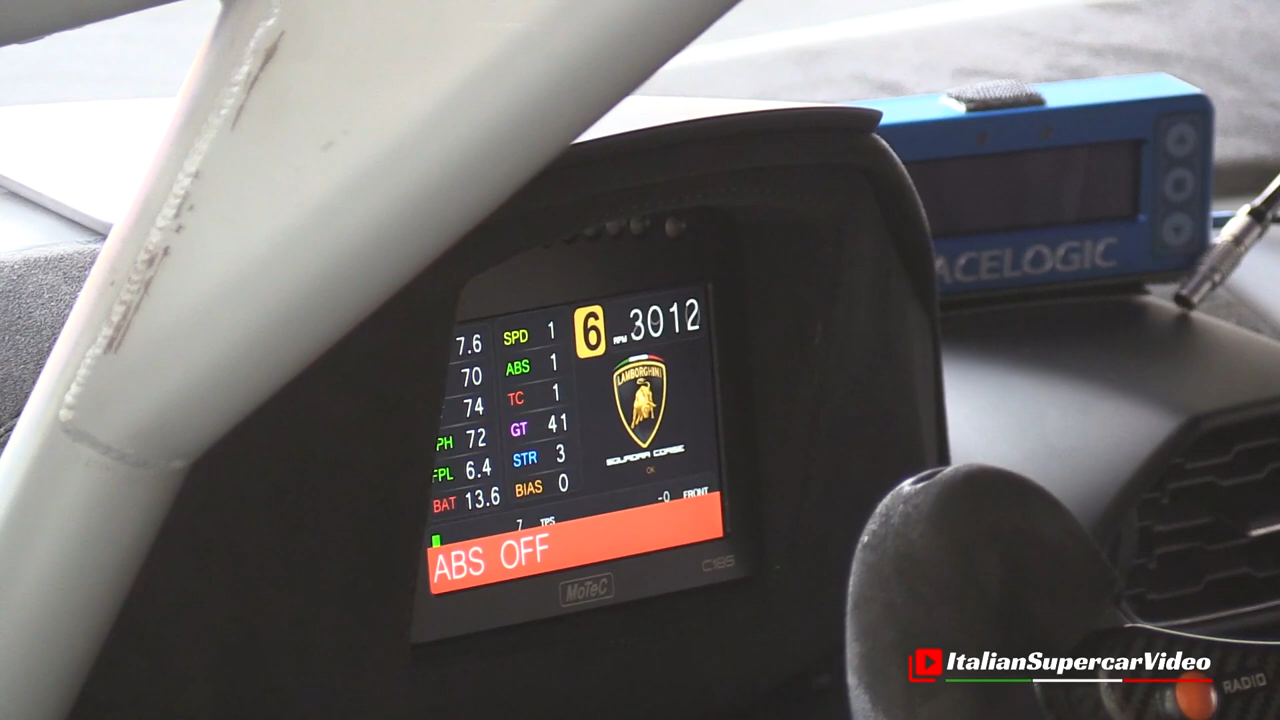 ACELOGIC
7.6 SPD 1 6 RPM 3012
70 ABS 1
74 TC 1
PH 72 GT 41
FPL 6.4 STR 3
BAT 13.6 BIAS 0
LAMBORGHINI
SQUADRA CORSE
OK
7 TPS -0 FRONT
ABS OFF
MoTeC
C185
ItalianSupercarVideo
RADIO